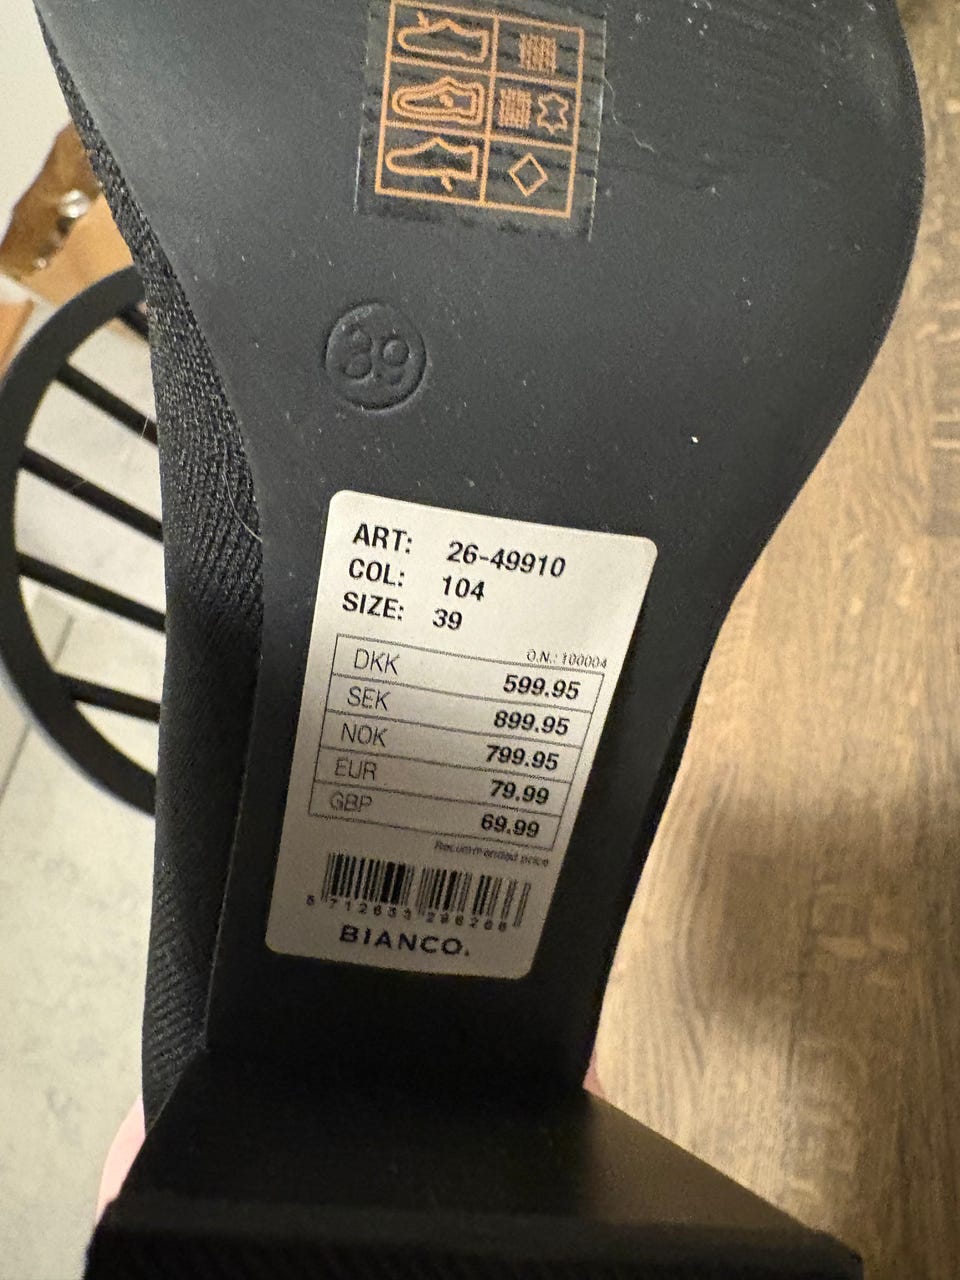 39
ART: 26-49910
COL: 104
SIZE: 39
O.N.: 100004
DKK 599.95
SEK 899.95
NOK 799.95
EUR 79.99
GBP 69.99
Recommended price
BIANCO.